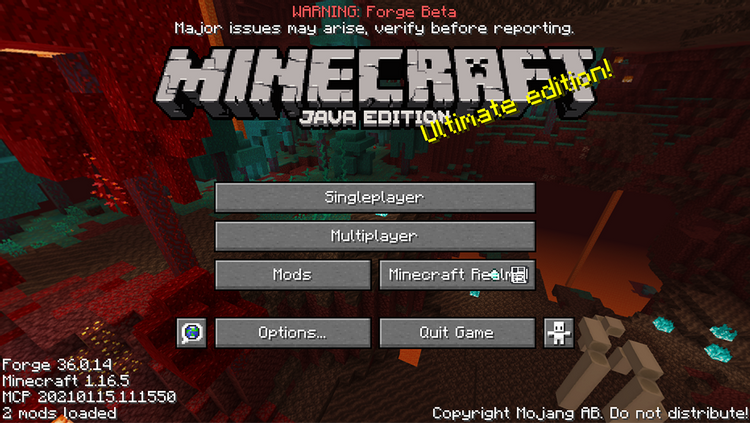 WARNING: Forge Beta
Major issues may arise, verify before reporting.
MINECRAFT
JAVA EDITION
Ultimate edition!
Singleplayer
Multiplayer
Mods
Minecraft Realms
Options...
Quit Game
Forge 36.0.14
Minecraft 1.16.5
MCP 20210115.111550
2 mods loaded
Copyright Mojang AB. Do not distribute!